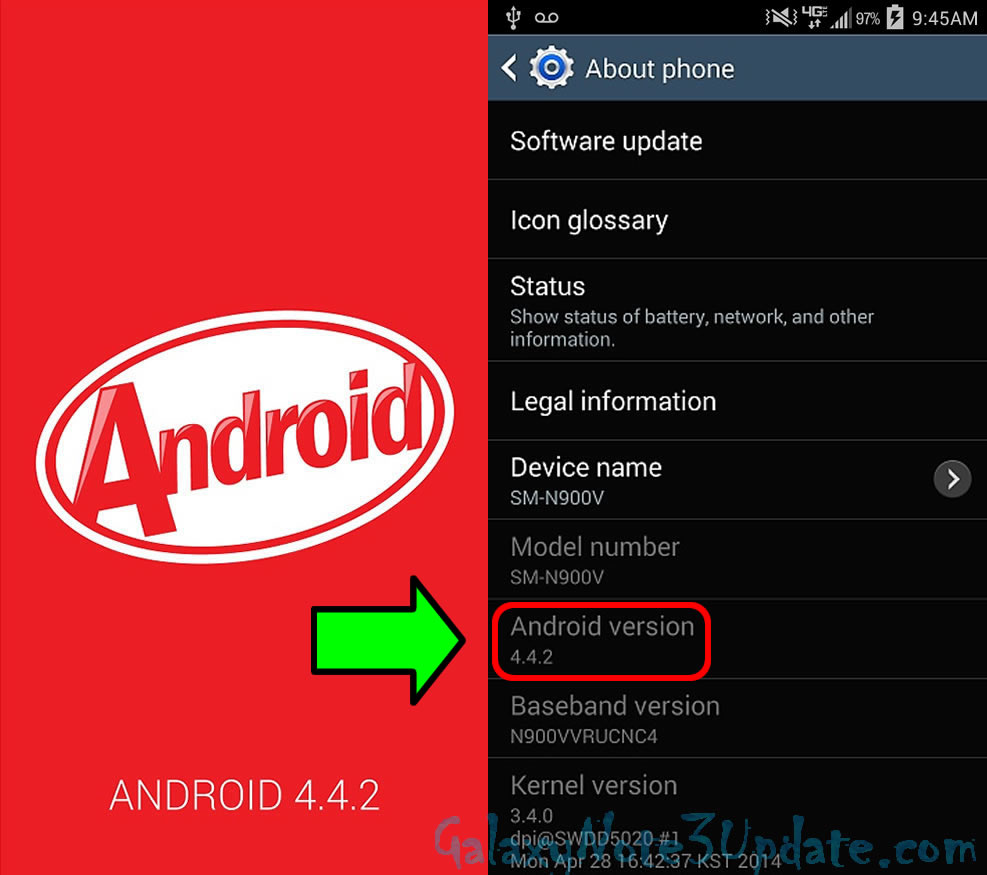 Android
ANDROID 4.4.2
4G LTE 97% 9:45AM
About phone
Software update
Icon glossary
Status
Show status of battery, network, and other
information.
Legal information
Device name
SM-N900V
Model number
SM-N900V
Android version
4.4.2
Baseband version
N900VVRUCNC4
Kernel version
3.4.0
dpi@SWDD5020 #1
Mon Apr 28 16:42:37 KST 2014
GalaxyNote3Update.com